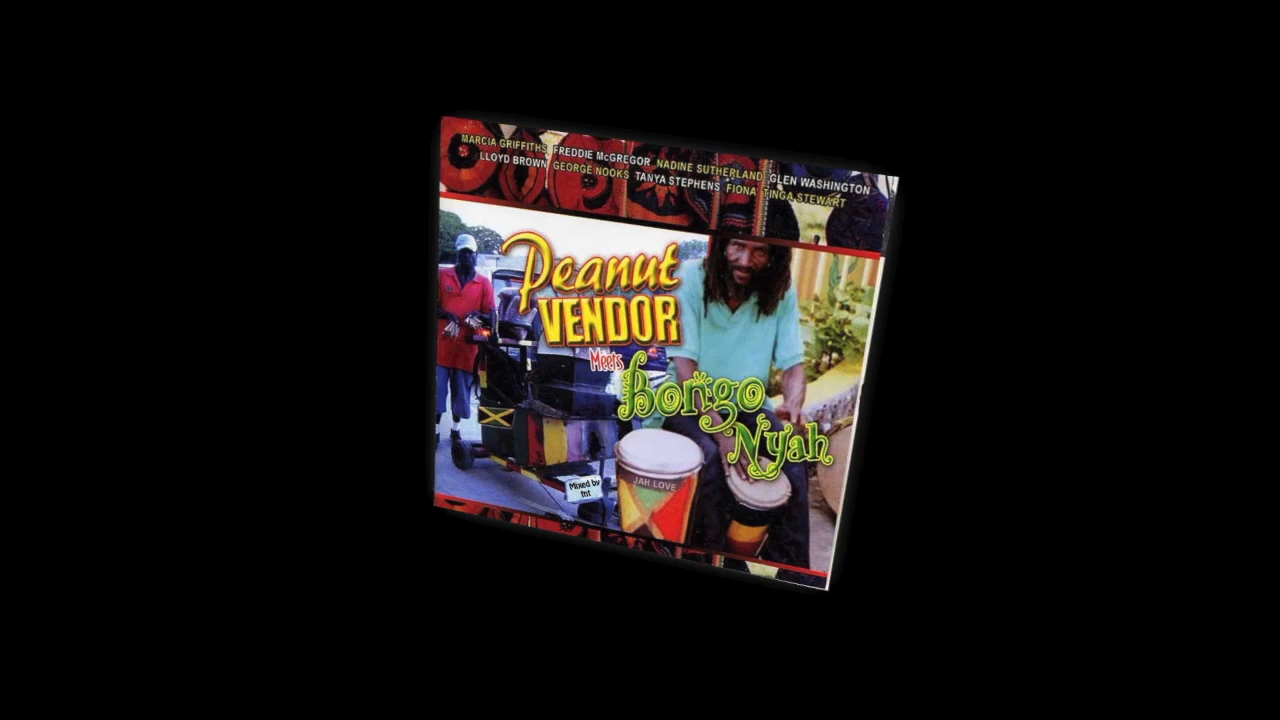 MARCIA GRIFFITHS FREDDIE McGREGOR NADINE SUTHERLAND GLEN WASHINGTON
LLOYD BROWN GEORGE NOOKS TANYA STEPHENS FIONA TINGA STEWART
Peanut
VENDOR
Meets
Bongo
Nyah
JAH LOVE
Mixed by
fnt